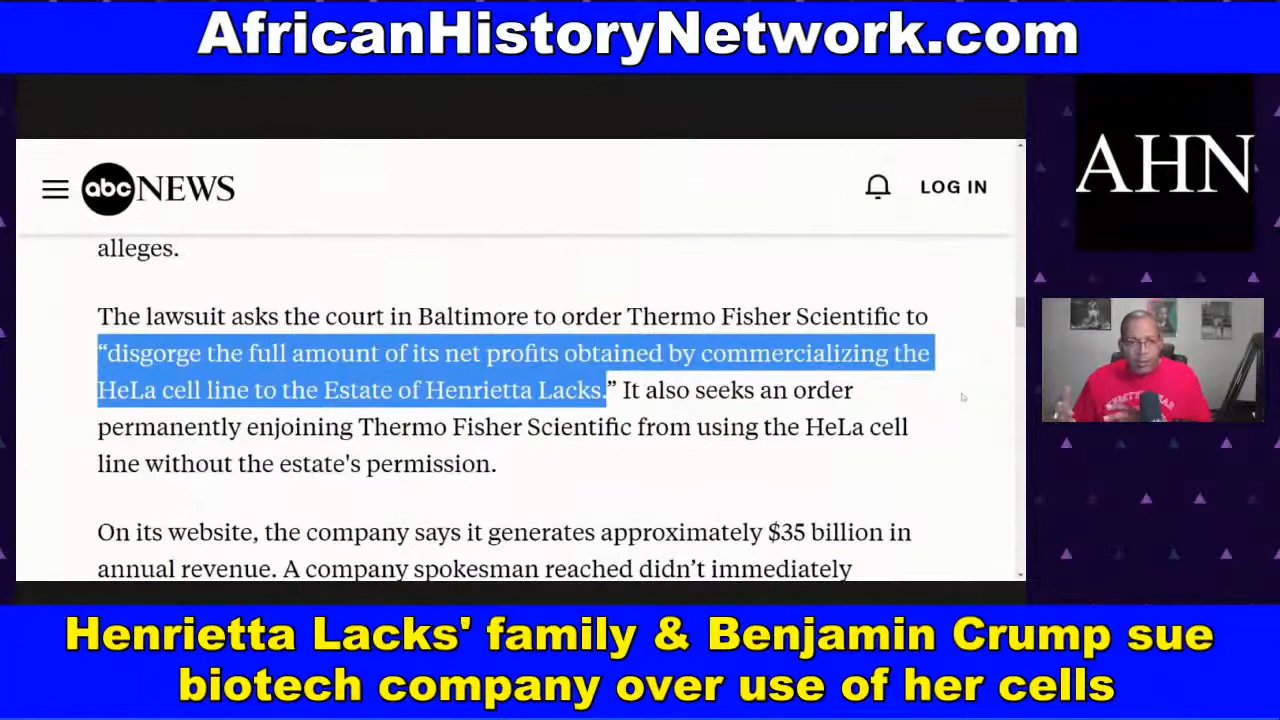 AfricanHistoryNetwork.com
AHN
abc NEWS
LOG IN
alleges.
The lawsuit asks the court in Baltimore to order Thermo Fisher Scientific to
“disgorge the full amount of its net profits obtained by commercializing the
HeLa cell line to the Estate of Henrietta Lacks.” It also seeks an order
permanently enjoining Thermo Fisher Scientific from using the HeLa cell
line without the estate's permission.
On its website, the company says it generates approximately $35 billion in
annual revenue. A company spokesman reached didn’t immediately
Henrietta Lacks' family & Benjamin Crump sue
biotech company over use of her cells